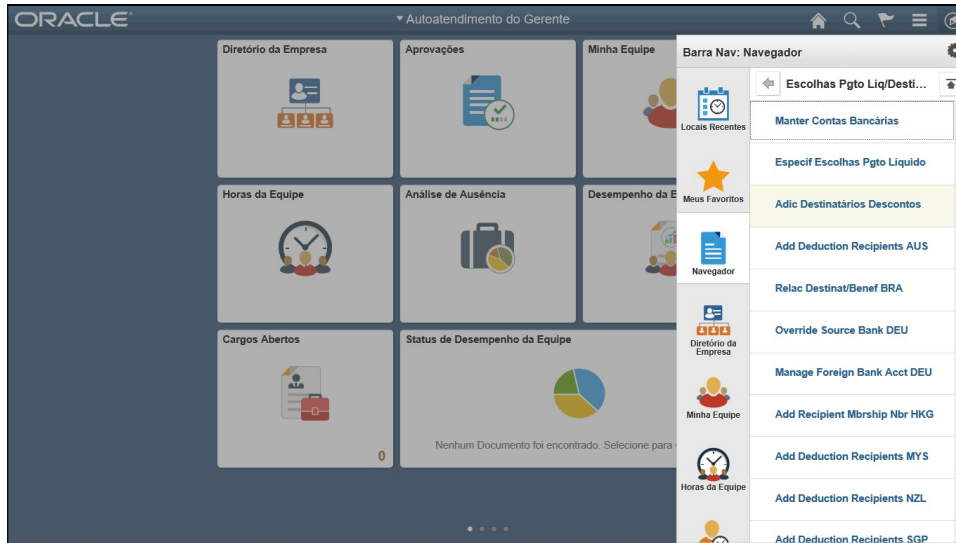 ORACLE
Autoatendimento do Gerente
Diretório da Empresa
Aprovações
Minha Equipe
Horas da Equipe
Análise de Ausência
Desempenho da E
Cargos Abertos
0
Status de Desempenho da Equipe
Nenhum Documento foi encontrado. Selecione para
Barra Nav: Navegador
Locais Recentes
Meus Favoritos
Navegador
Diretório da
Empresa
Minha Equipe
Horas da Equipe
Escolhas Pgto Liq/Desti...
Manter Contas Bancárias
Especif Escolhas Pgto Líquido
Adic Destinatários Descontos
Add Deduction Recipients AUS
Relac Destinat/Benef BRA
Override Source Bank DEU
Manage Foreign Bank Acct DEU
Add Recipient Mbrship Nbr HKG
Add Deduction Recipients MYS
Add Deduction Recipients NZL
Add Deduction Recipients SGP